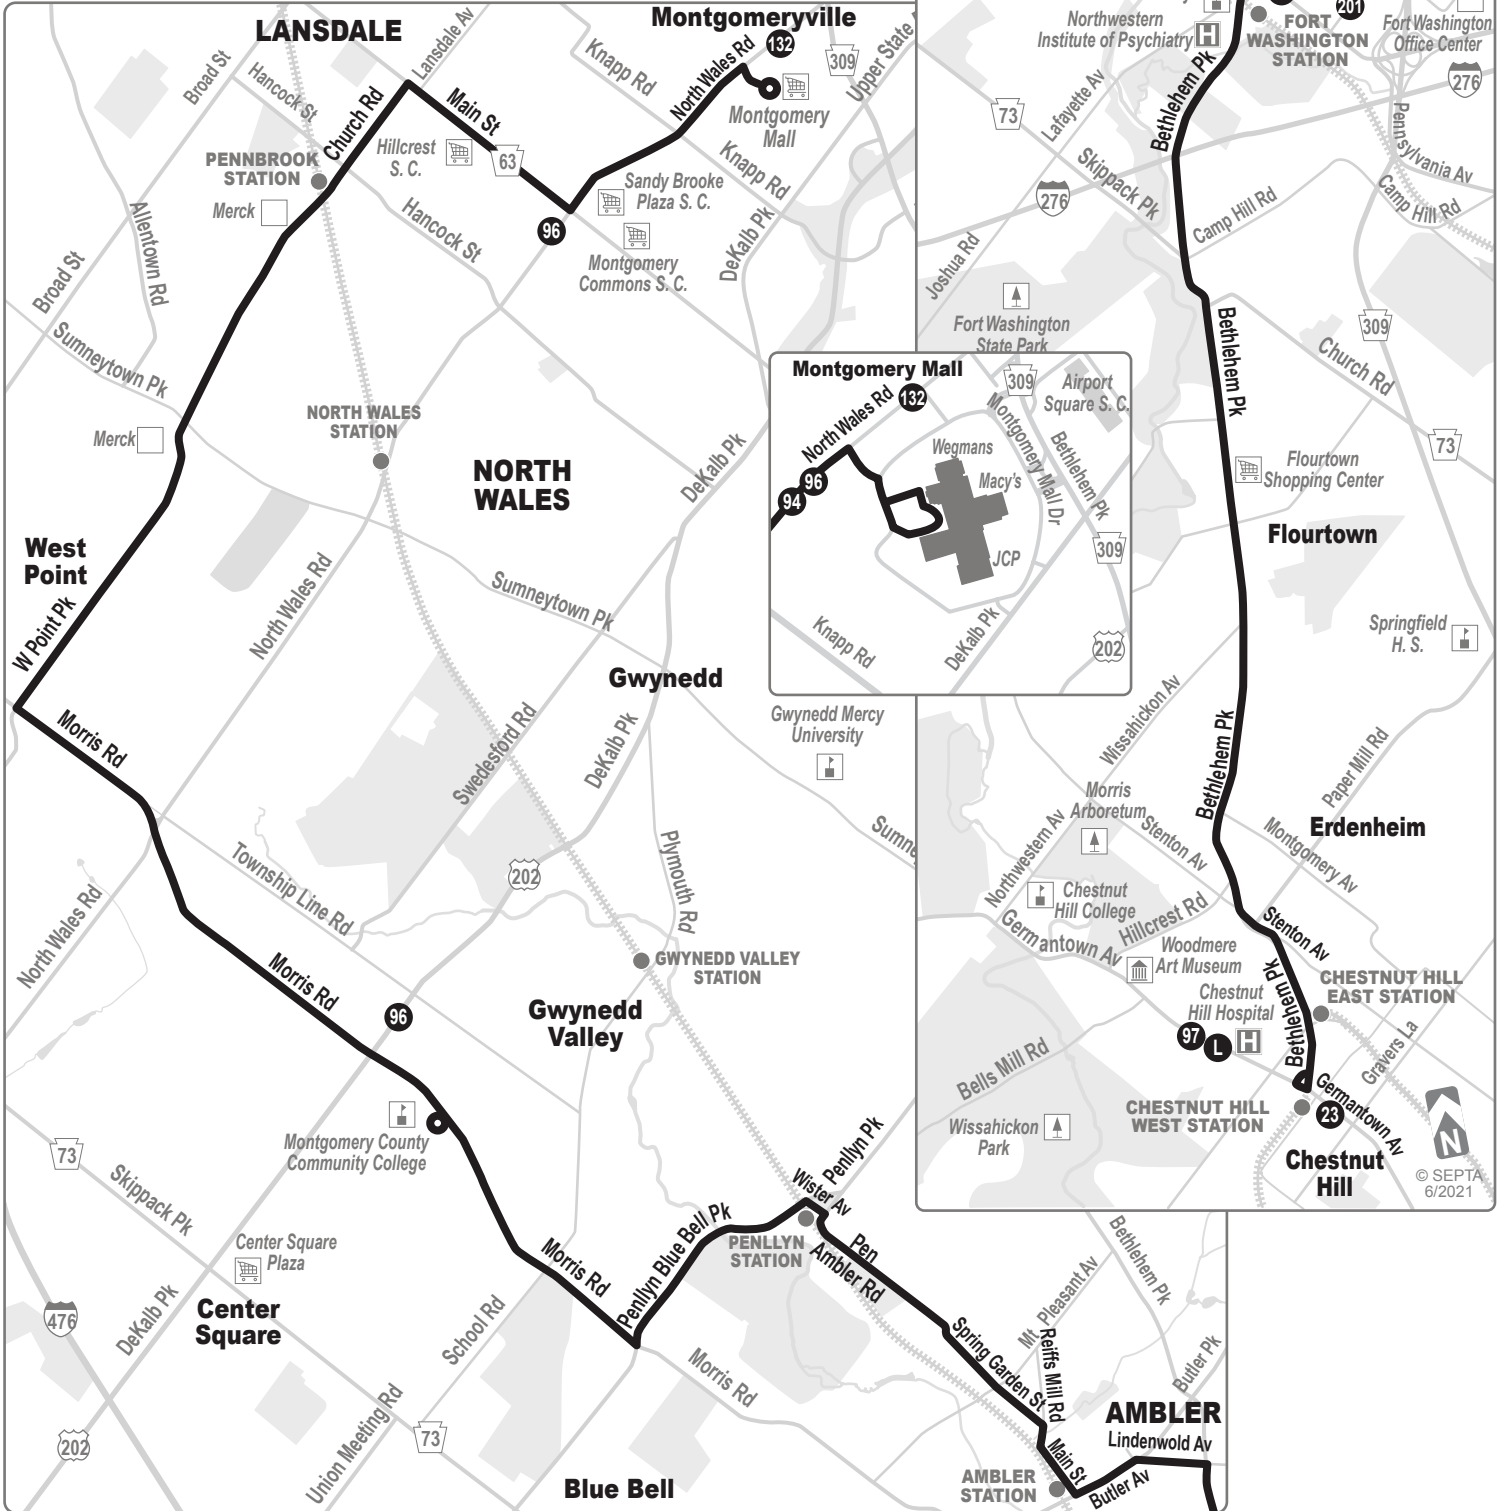 LANSDALE
Lansdale Av
Broad St
Hancock St
Church Rd
Main St
Hillcrest
S. C.
63
PENNBROOK
STATION
Merck
Allentown Rd
Hancock St
Broad St
Sumneytown Pk
Knapp Rd
Montgomeryville
132
North Wales Rd
309
Upper State
Montgomery
Mall
Knapp Rd
Sandy Brooke
Plaza S. C.
96
Montgomery
Commons S. C.
DeKalb Pk
NORTH WALES
STATION
Merck
NORTH
WALES
DeKalb Pk
West
Point
W Point Pk
North Wales Rd
Sumneytown Pk
Gwynedd
Morris Rd
Swedesford Rd
DeKalb Pk
Gwynedd Mercy
University
Sumne
Plymouth Rd
202
Township Line Rd
North Wales Rd
Morris Rd
GWYNEDD VALLEY
STATION
96
Gwynedd
Valley
Montgomery County
Community College
73
Skippack Pk
Center Square
Plaza
476
DeKalb Pk
Center
Square
202
School Rd
Union Meeting Rd
73
Morris Rd
Penllyn Blue Bell Pk
Morris Rd
Blue Bell
Wister Av
Penllyn Pk
PENLLYN
STATION
Pen
Ambler Rd
Spring Garden St
Mt Pleasant Av
Reiffs Mill Rd
Bethlehem Pk
Butler Pk
AMBLER
Lindenwold Av
Main St
Butler Av
AMBLER
STATION
Montgomery Mall
North Wales Rd
132
309
Airport
Square S. C.
Montgomery Mall Dr
Bethlehem Pk
96
94
Wegmans
Macy's
JCP
309
Knapp Rd
DeKalb Pk
202
Northwestern
Institute of Psychiatry
H
201
FORT
WASHINGTON
STATION
Fort Washington
Office Center
276
Bethlehem Pk
73
Lafayette Av
Skippack Pk
276
Pennsylvania Av
Camp Hill Rd
Camp Hill Rd
Joshua Rd
Fort Washington
State Park
Bethlehem Pk
309
Church Rd
73
Flourtown
Shopping Center
Flourtown
Springfield
H. S.
Wissahickon Av
Bethlehem Pk
Paper Mill Rd
Morris
Arboretum
Stenton Av
Erdenheim
Montgomery Av
Northwestern Av
Chestnut
Hill College
Hillcrest Rd
Germantown Av
Woodmere
Art Museum
Stenton Av
Bethlehem Pk
CHESTNUT HILL
EAST STATION
Chestnut
Hill Hospital
97
L
H
Gravers La
Bells Mill Rd
Wissahickon
Park
CHESTNUT HILL
WEST STATION
23
Germantown Av
Chestnut
Hill
N
© SEPTA
6/2021